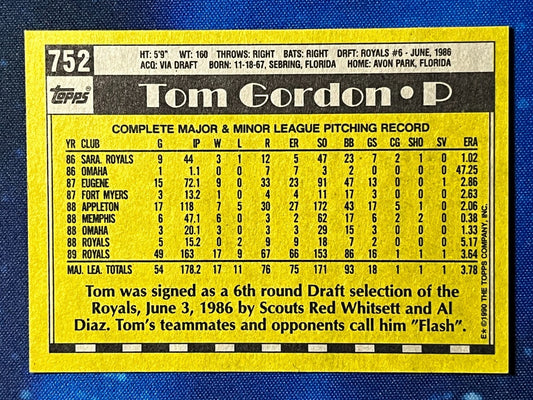 752
HT: 5'9" WT: 160 THROWS: RIGHT BATS: RIGHT DRFT: ROYALS #6 - JUNE, 1986
ACQ: VIA DRAFT BORN: 11-18-67, SEBRING, FLORIDA HOME: AVON PARK, FLORIDA
Topps
Tom Gordon • P
COMPLETE MAJOR & MINOR LEAGUE PITCHING RECORD
YR CLUB G IP W L R ER SO BB GS CG SHO SV ERA
86 SARA. ROYALS 9 44 3 1 12 5 47 23 7 2 1 0 1.02
86 OMAHA 1 1.1 0 0 7 7 3 2 0 0 0 0 47.25
87 EUGENE 15 72.1 9 0 33 23 91 47 13 0 0 1 2.86
87 FORT MYERS 3 13.2 1 0 4 4 11 17 3 0 0 0 2.63
88 APPLETON 17 118 7 5 30 27 172 43 17 5 1 0 2.06
88 MEMPHIS 6 47.1 6 0 3 2 62 17 6 2 2 0 0.38
88 OMAHA 3 20.1 3 0 3 3 29 15 3 0 0 0 1.33
88 ROYALS 5 15.2 0 2 9 9 18 7 2 0 0 0 5.17
89 ROYALS 49 163 17 9 67 66 153 86 16 1 1 1 3.64
MAJ. LEA. TOTALS 54 178.2 17 11 76 75 171 93 18 1 1 1 3.78
Tom was signed as a 6th round Draft selection of the
Royals, June 3, 1986 by Scouts Red Whitsett and Al
Diaz. Tom's teammates and opponents call him "Flash".
E* © 1990 THE TOPPS COMPANY, INC.